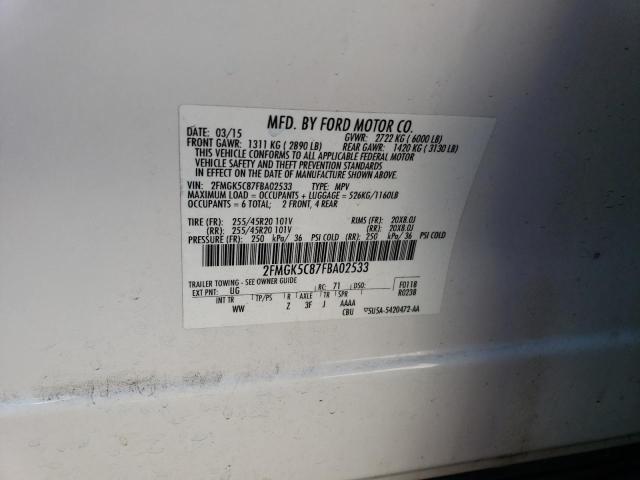 MFD. BY FORD MOTOR CO.
DATE: 03/15 GVWR: 2722 KG ( 6000 LB)
FRONT GAWR: 1311 KG ( 2890 LB) REAR GAWR: 1420 KG ( 3130 LB)
THIS VEHICLE CONFORMS TO ALL APPLICABLE FEDERAL MOTOR
VEHICLE SAFETY AND THEFT PREVENTION STANDARDS
IN EFFECT ON THE DATE OF MANUFACTURE SHOWN ABOVE.
VIN: 2FMGK5C87FBA02533 TYPE: MPV
MAXIMUM LOAD = OCCUPANTS + LUGGAGE = 526KG/1160LB
OCCUPANTS = 6 TOTAL; 2 FRONT, 4 REAR
TIRE (FR): 255/45R20 101V RIMS (FR): 20X8.0J
(RR): 255/45R20 101V (RR): 20X8.0J
PRESSURE (FR): 250 kPa/ 36 PSI COLD (RR): 250 kPa/ 36 PSI COLD
2FMGK5C87FBA02533
TRAILER TOWING - SEE OWNER GUIDE
EXT PNT: UG RC: 71 DSO: F0118
R0238
INT TR TP/PS R AXLE TR SPR
WW Z 3F J AAAA
CBU 5USA-5420472-AA